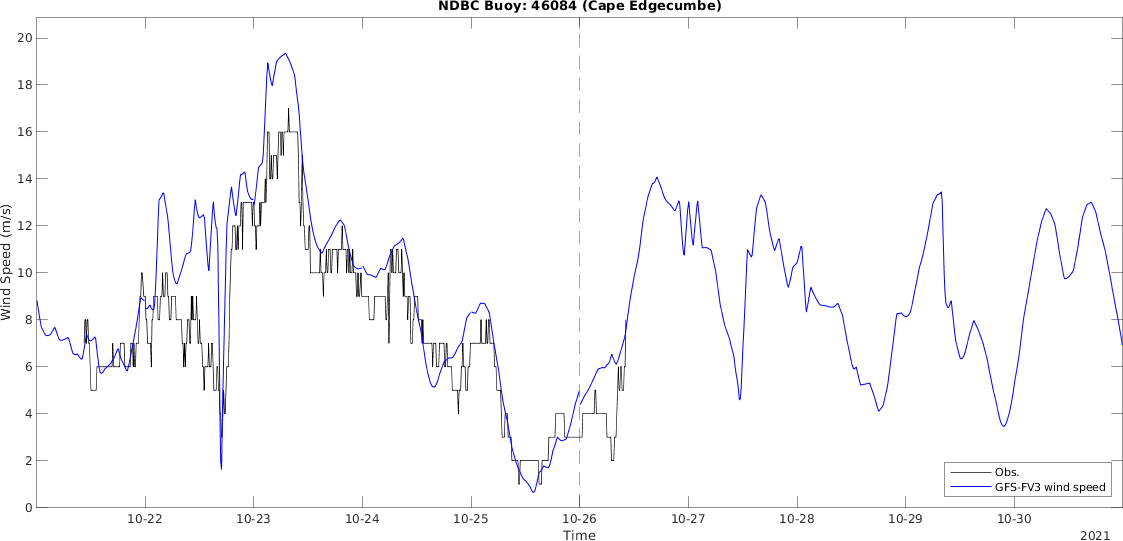 NDBC Buoy: 46084 (Cape Edgecumbe)
20
18
16
14
12
10
8
6
4
2
0
Wind Speed (m/s)
10-22 10-23 10-24 10-25 10-26 10-27 10-28 10-29 10-30
Time
2021
Obs.
GFS-FV3 wind speed